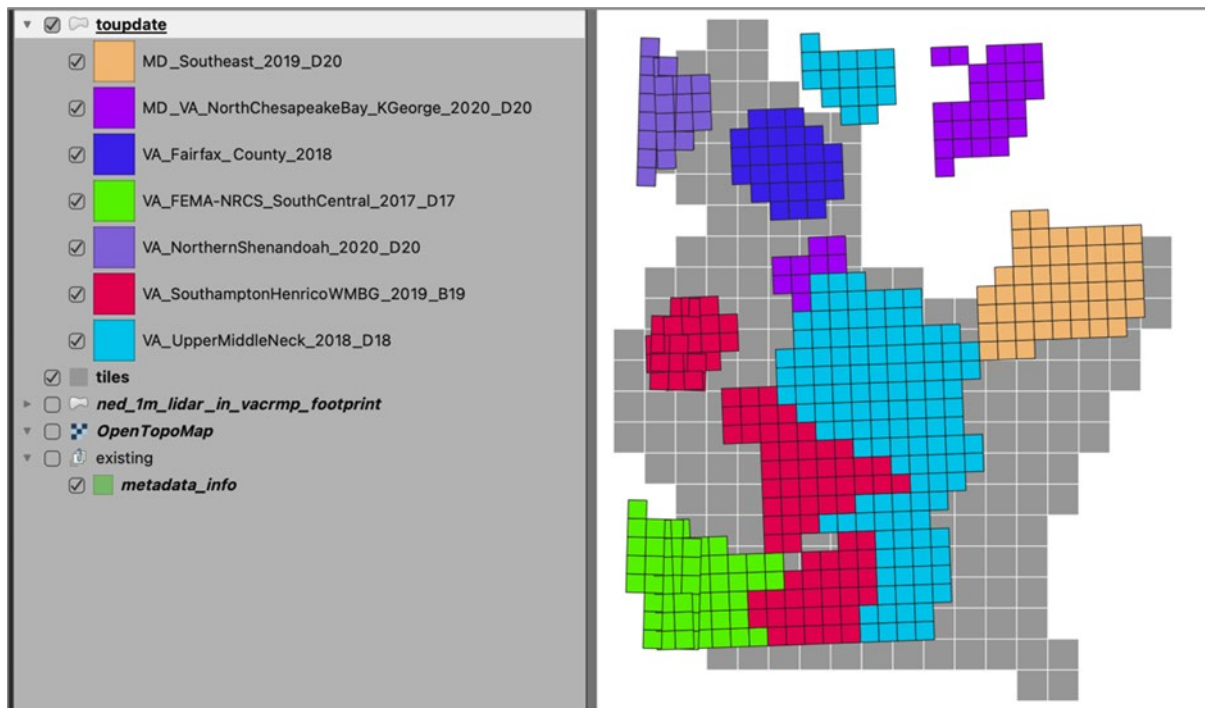 toupdate
MD_Southeast_2019_D20
MD_VA_NorthChesapeakeBay_KGeorge_2020_D20
VA_Fairfax_County_2018
VA_FEMA-NRCS_SouthCentral_2017_D17
VA_NorthernShenandoah_2020_D20
VA_SouthamptonHenricoWMBG_2019_B19
VA_UpperMiddleNeck_2018_D18
tiles
ned_1m_lidar_in_vacrmp_footprint
OpenTopoMap
existing
metadata_info